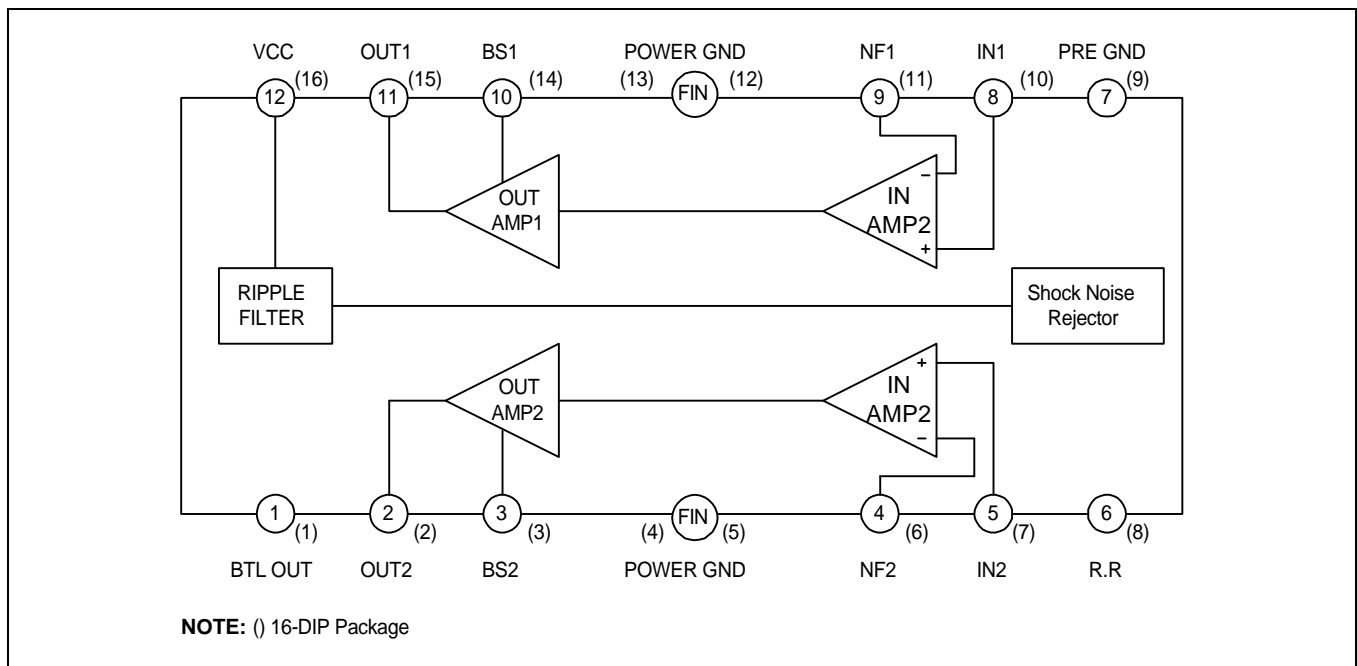 VCC OUT1 BS1 POWER GND NF1 IN1 PRE GND
(16) (15) (14) (13) (12) (11) (10) (9)
12 11 10 FIN 9 8 7
OUT
AMP1
IN
AMP2
−
+
RIPPLE
FILTER
Shock Noise
Rejector
OUT
AMP2
IN
AMP2
+
−
1 2 3 FIN 4 5 6
(1) (2) (3) (4) (5) (6) (7) (8)
BTL OUT OUT2 BS2 POWER GND NF2 IN2 R.R
NOTE: () 16-DIP Package